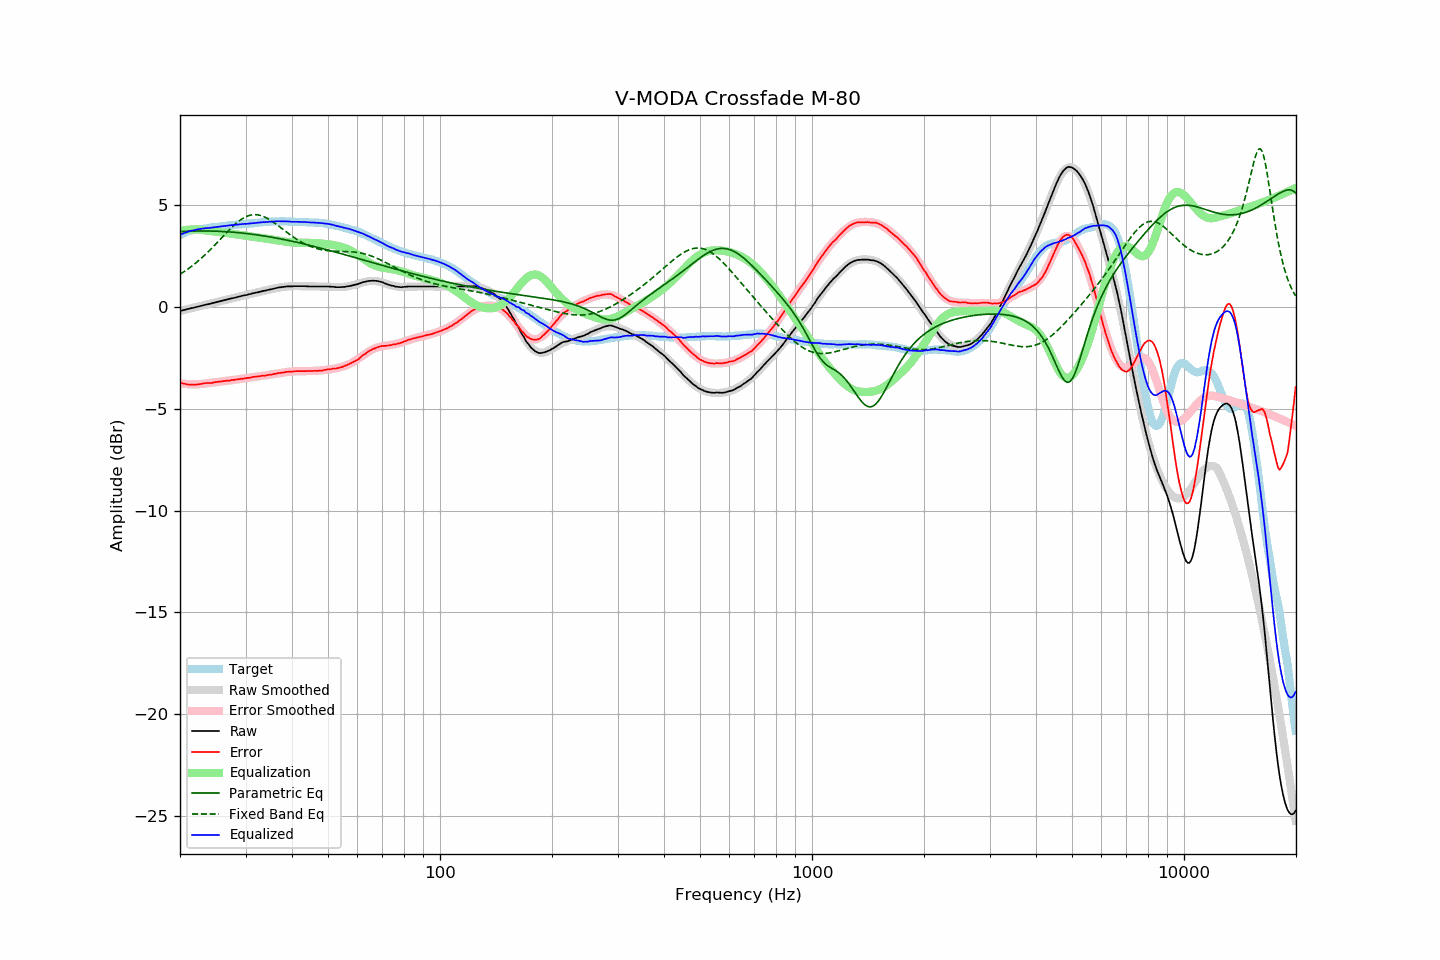 V-MODA Crossfade M-80
Amplitude (dBr)
5
0
−5
−10
−15
−20
−25
Target
Raw Smoothed
Error Smoothed
Raw
Error
Equalization
Parametric Eq
Fixed Band Eq
Equalized
100
1000
10000
Frequency (Hz)